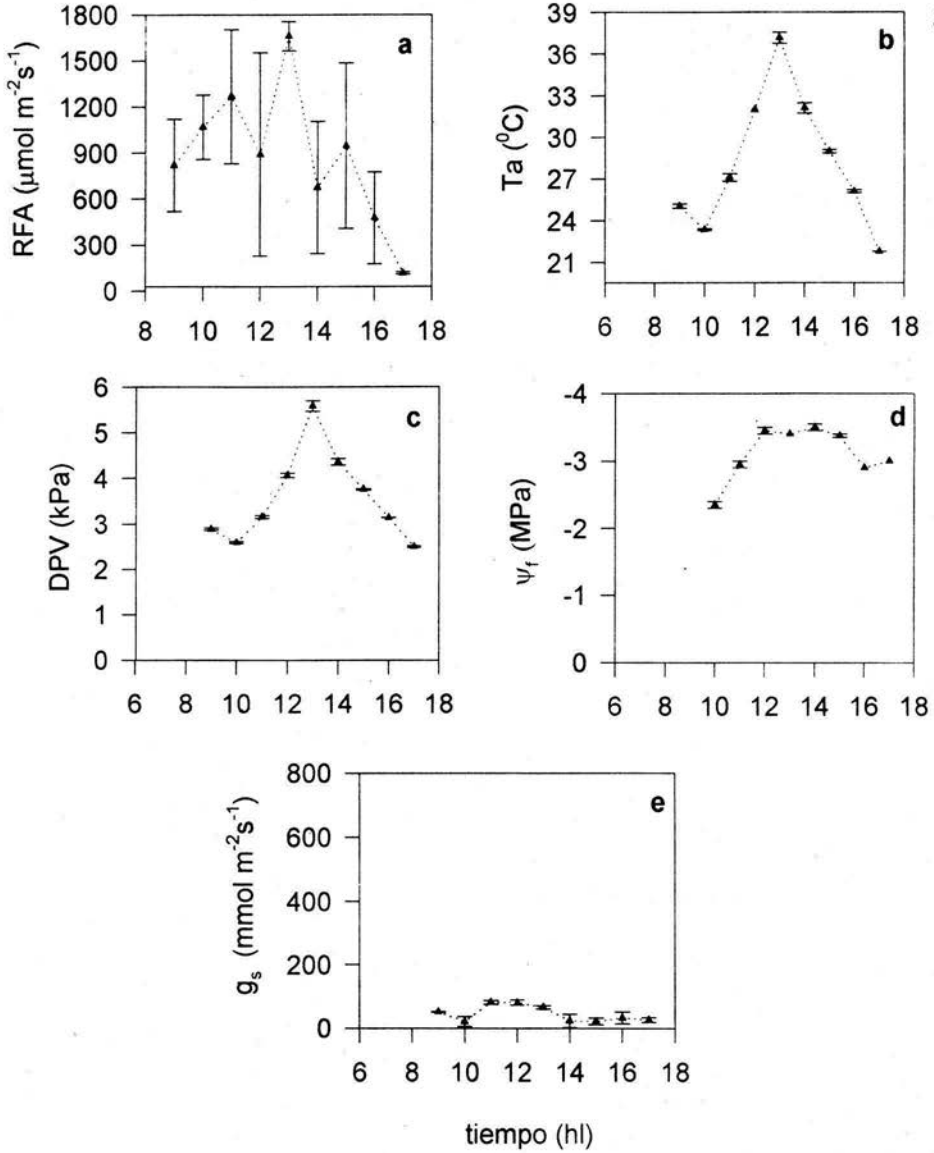 a
RFA (µmol m⁻²s⁻¹)
1800
1500
1200
900
600
300
0
8 10 12 14 16 18
b
Ta (⁰C)
39
36
33
30
27
24
21
6 8 10 12 14 16 18
c
DPV (kPa)
6
5
4
3
2
1
0
6 8 10 12 14 16 18
d
Ψf (MPa)
-4
-3
-2
-1
0
6 8 10 12 14 16 18
e
gs (mmol m⁻²s⁻¹)
800
600
400
200
0
6 8 10 12 14 16 18
tiempo (hl)